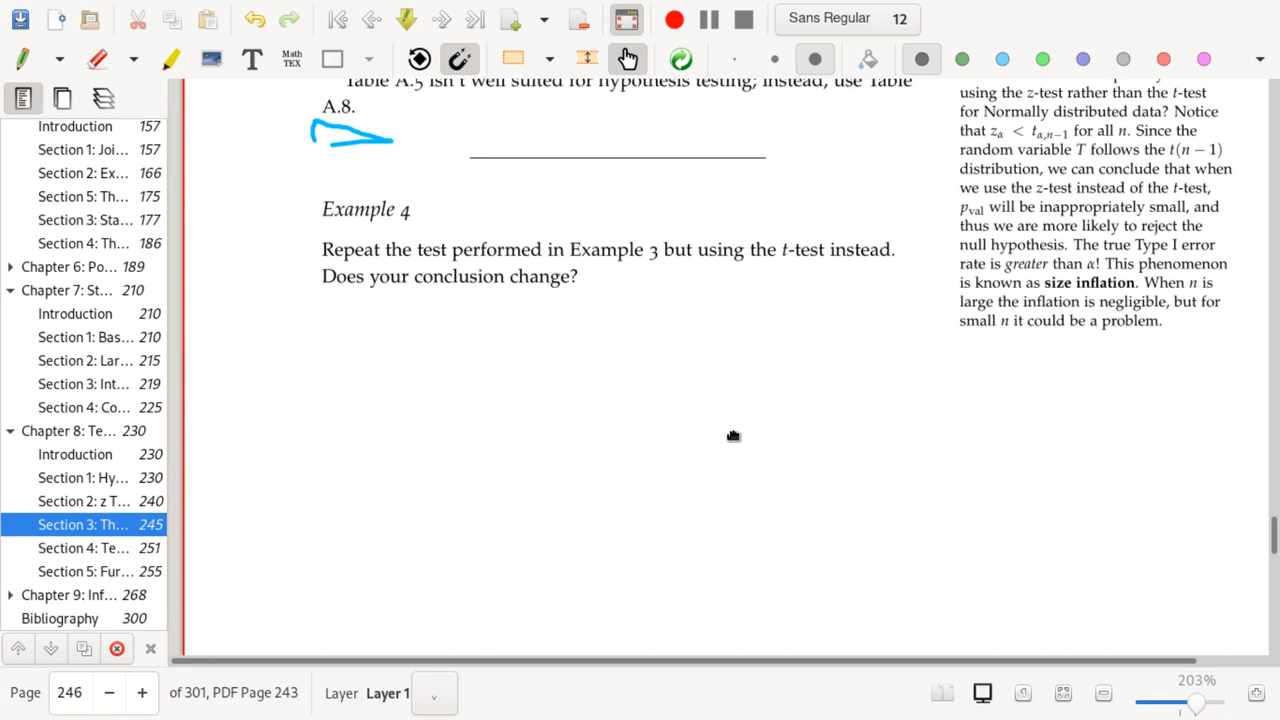 Sans Regular 12
Math
TEX
Introduction 157
Section 1: Joi... 157
Section 2: Ex... 166
Section 5: Th... 175
Section 3: Sta... 177
Section 4: Th... 186
Chapter 6: Po... 189
Chapter 7: St... 210
Introduction 210
Section 1: Bas... 210
Section 2: Lar... 215
Section 3: Int... 219
Section 4: Co... 225
Chapter 8: Te... 230
Introduction 230
Section 1: Hy... 230
Section 2: z T... 240
Section 3: Th... 245
Section 4: Te... 251
Section 5: Fur... 255
Chapter 9: Inf... 268
Bibliography 300
Table A.5 isn't well suited for hypothesis testing; instead, use Table
A.8.
Example 4
Repeat the test performed in Example 3 but using the t-test instead.
Does your conclusion change?
using the z-test rather than the t-test
for Normally distributed data? Notice
that zα < tα,n−1 for all n. Since the
random variable T follows the t(n − 1)
distribution, we can conclude that when
we use the z-test instead of the t-test,
pval will be inappropriately small, and
thus we are more likely to reject the
null hypothesis. The true Type I error
rate is greater than α! This phenomenon
is known as size inflation. When n is
large the inflation is negligible, but for
small n it could be a problem.
Page 246 of 301, PDF Page 243 Layer Layer 1 203%